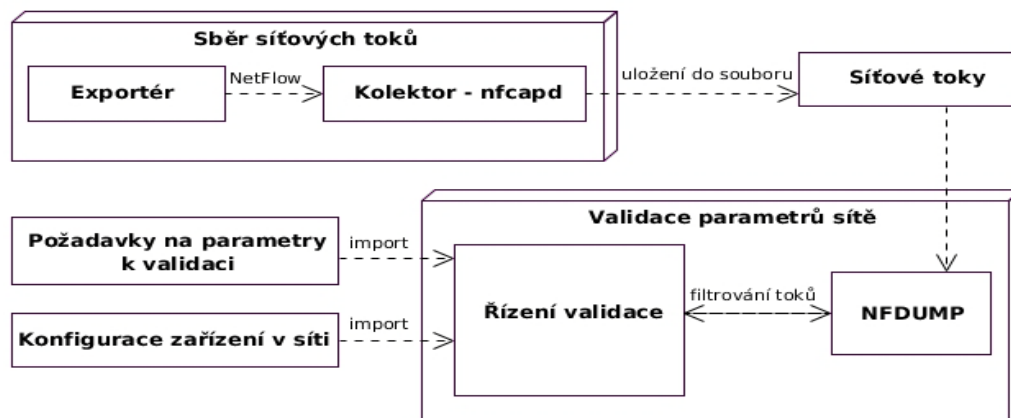 Sběr síťových toků
Exportér
NetFlow
Kolektor - nfcapd
uložení do souboru
Síťové toky
Validace parametrů sítě
Požadavky na parametry
k validaci
import
Řízení validace
filtrování toků
NFDUMP
Konfigurace zařízení v síti
import